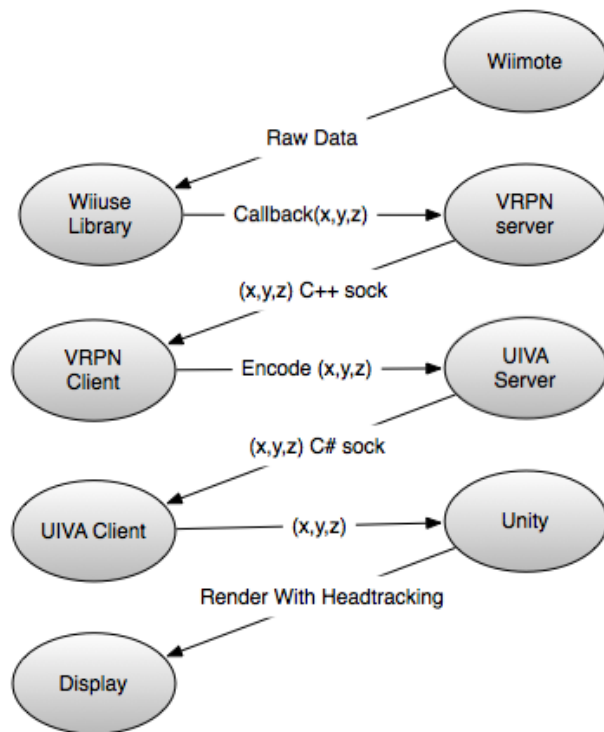 Wiimote
Raw Data
Wiiuse
Library
Callback(x,y,z)
VRPN
server
(x,y,z) C++ sock
VRPN
Client
Encode (x,y,z)
UIVA
Server
(x,y,z) C# sock
UIVA Client
(x,y,z)
Unity
Render With Headtracking
Display